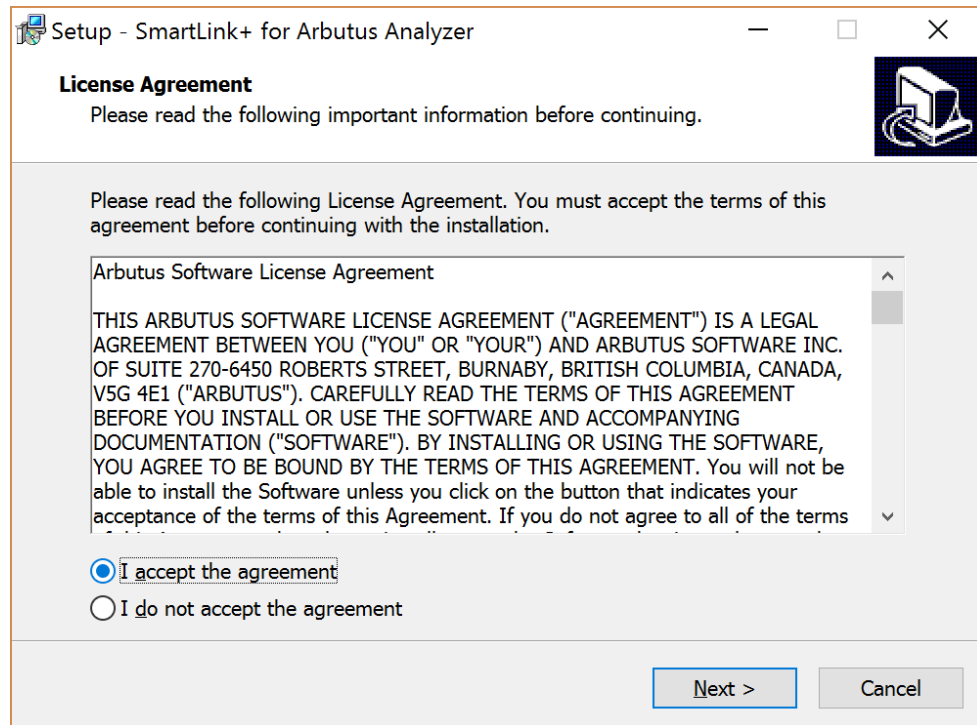 Setup - SmartLink+ for Arbutus Analyzer
License Agreement
Please read the following important information before continuing.
Please read the following License Agreement. You must accept the terms of this
agreement before continuing with the installation.
Arbutus Software License Agreement
THIS ARBUTUS SOFTWARE LICENSE AGREEMENT ("AGREEMENT") IS A LEGAL
AGREEMENT BETWEEN YOU ("YOU" OR "YOUR") AND ARBUTUS SOFTWARE INC.
OF SUITE 270-6450 ROBERTS STREET, BURNABY, BRITISH COLUMBIA, CANADA,
V5G 4E1 ("ARBUTUS"). CAREFULLY READ THE TERMS OF THIS AGREEMENT
BEFORE YOU INSTALL OR USE THE SOFTWARE AND ACCOMPANYING
DOCUMENTATION ("SOFTWARE"). BY INSTALLING OR USING THE SOFTWARE,
YOU AGREE TO BE BOUND BY THE TERMS OF THIS AGREEMENT. You will not be
able to install the Software unless you click on the button that indicates your
acceptance of the terms of this Agreement. If you do not agree to all of the terms
I accept the agreement
I do not accept the agreement
Next >
Cancel